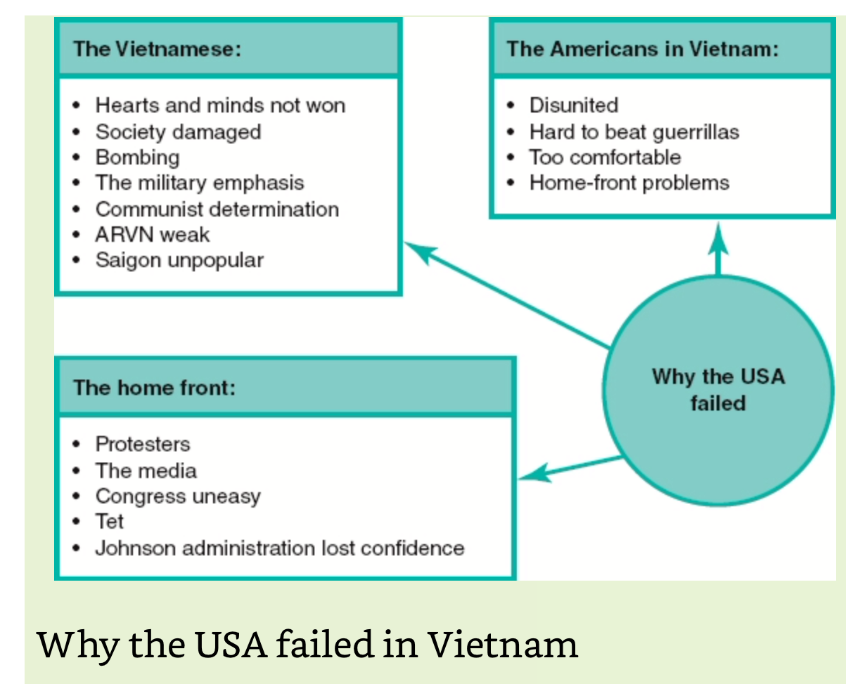 The Vietnamese:
• Hearts and minds not won
• Society damaged
• Bombing
• The military emphasis
• Communist determination
• ARVN weak
• Saigon unpopular
The Americans in Vietnam:
• Disunited
• Hard to beat guerrillas
• Too comfortable
• Home-front problems
Why the USA
failed
The home front:
• Protesters
• The media
• Congress uneasy
• Tet
• Johnson administration lost confidence
Why the USA failed in Vietnam